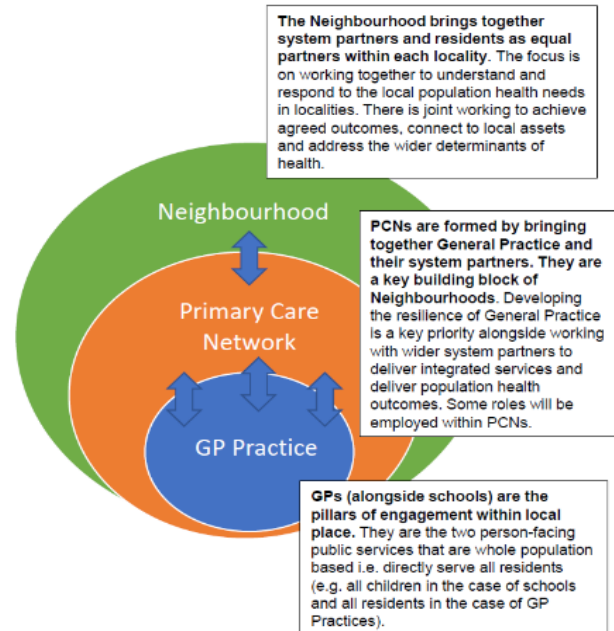 The Neighbourhood brings together
system partners and residents as equal
partners within each locality. The focus is
on working together to understand and
respond to the local population health needs
in localities. There is joint working to achieve
agreed outcomes, connect to local assets
and address the wider determinants of
health.
Neighbourhood
PCNs are formed by bringing
together General Practice and
their system partners. They are
a key building block of
Neighbourhoods. Developing
the resilience of General Practice
is a key priority alongside working
with wider system partners to
deliver integrated services and
deliver population health
outcomes. Some roles will be
employed within PCNs.
Primary Care
Network
GP Practice
GPs (alongside schools) are the
pillars of engagement within local
place. They are the two person-facing
public services that are whole population
based i.e. directly serve all residents
(e.g. all children in the case of schools
and all residents in the case of GP
Practices).